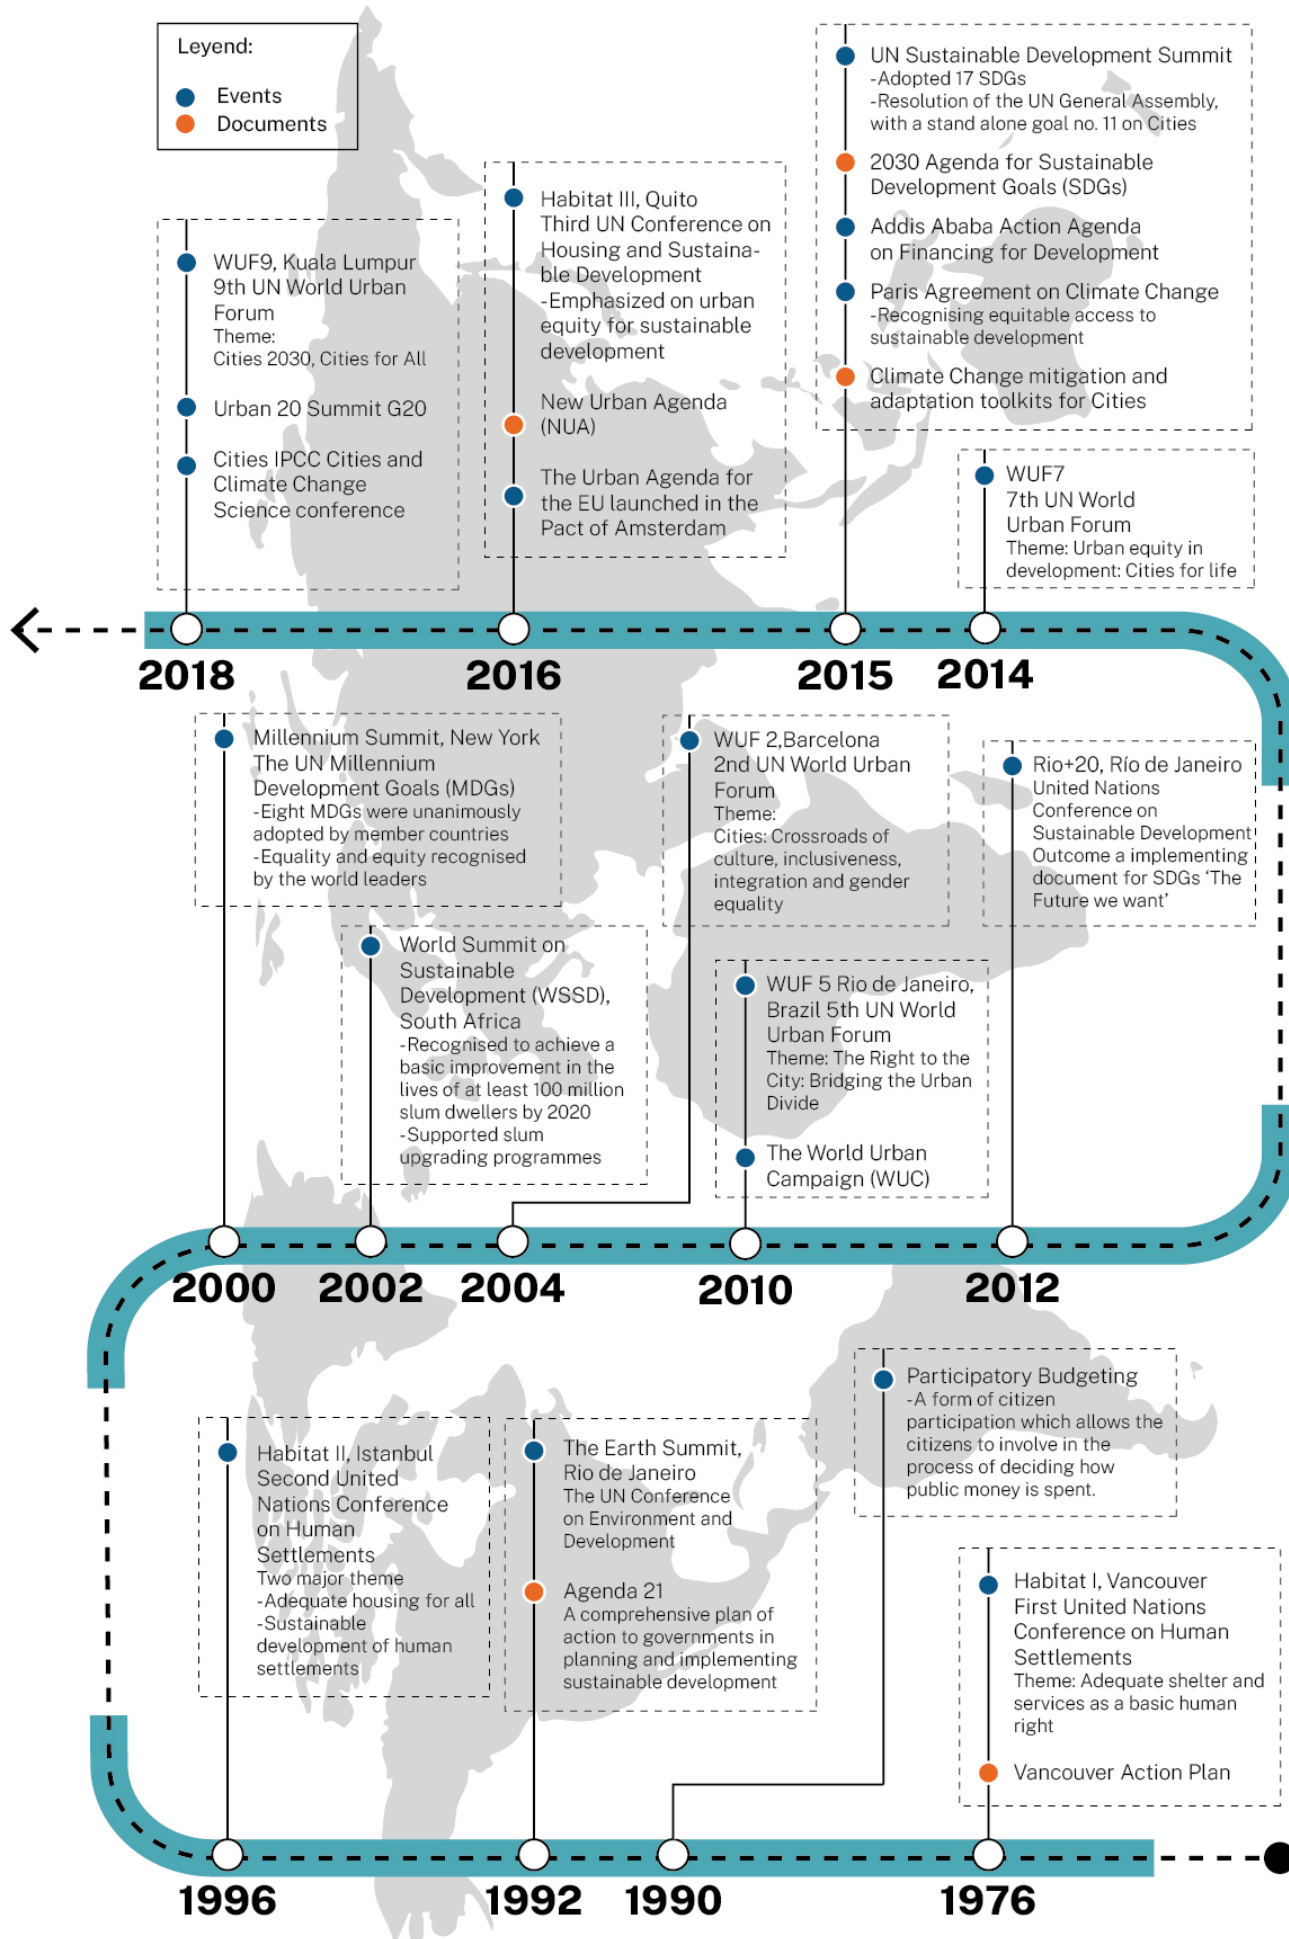 Leyend:
Events
Documents
UN Sustainable Development Summit
-Adopted 17 SDGs
-Resolution of the UN General Assembly,
with a stand alone goal no. 11 on Cities
2030 Agenda for Sustainable
Development Goals (SDGs)
Addis Ababa Action Agenda
on Financing for Development
Paris Agreement on Climate Change
-Recognising equitable access to
sustainable development
Climate Change mitigation and
adaptation toolkits for Cities
Habitat III, Quito
Third UN Conference on
Housing and Sustaina-
ble Development
-Emphasized on urban
equity for sustainable
development
New Urban Agenda
(NUA)
The Urban Agenda for
the EU launched in the
Pact of Amsterdam
WUF9, Kuala Lumpur
9th UN World Urban
Forum
Theme:
Cities 2030, Cities for All
Urban 20 Summit G20
Cities IPCC Cities and
Climate Change
Science conference
WUF7
7th UN World
Urban Forum
Theme: Urban equity in
development: Cities for life
2018
2016
2015
2014
Millennium Summit, New York
The UN Millennium
Development Goals (MDGs)
-Eight MDGs were unanimously
adopted by member countries
-Equality and equity recognised
by the world leaders
World Summit on
Sustainable
Development (WSSD),
South Africa
-Recognised to achieve a
basic improvement in the
lives of at least 100 million
slum dwellers by 2020
-Supported slum
upgrading programmes
WUF 2,Barcelona
2nd UN World Urban
Forum
Theme:
Cities: Crossroads of
culture, inclusiveness,
integration and gender
equality
WUF 5 Rio de Janeiro,
Brazil 5th UN World
Urban Forum
Theme: The Right to the
City: Bridging the Urban
Divide
The World Urban
Campaign (WUC)
Rio+20, Río de Janeiro
United Nations
Conference on
Sustainable Development
Outcome a implementing
document for SDGs ‘The
Future we want’
2000
2002
2004
2010
2012
Habitat II, Istanbul
Second United
Nations Conference
on Human
Settlements
Two major theme
-Adequate housing for all
-Sustainable
development of human
settlements
The Earth Summit,
Rio de Janeiro
The UN Conference
on Environment and
Development
Agenda 21
A comprehensive plan of
action to governments in
planning and implementing
sustainable development
Participatory Budgeting
-A form of citizen
participation which allows the
citizens to involve in the
process of deciding how
public money is spent.
Habitat I, Vancouver
First United Nations
Conference on Human
Settlements
Theme: Adequate shelter and
services as a basic human
right
Vancouver Action Plan
1996
1992
1990
1976